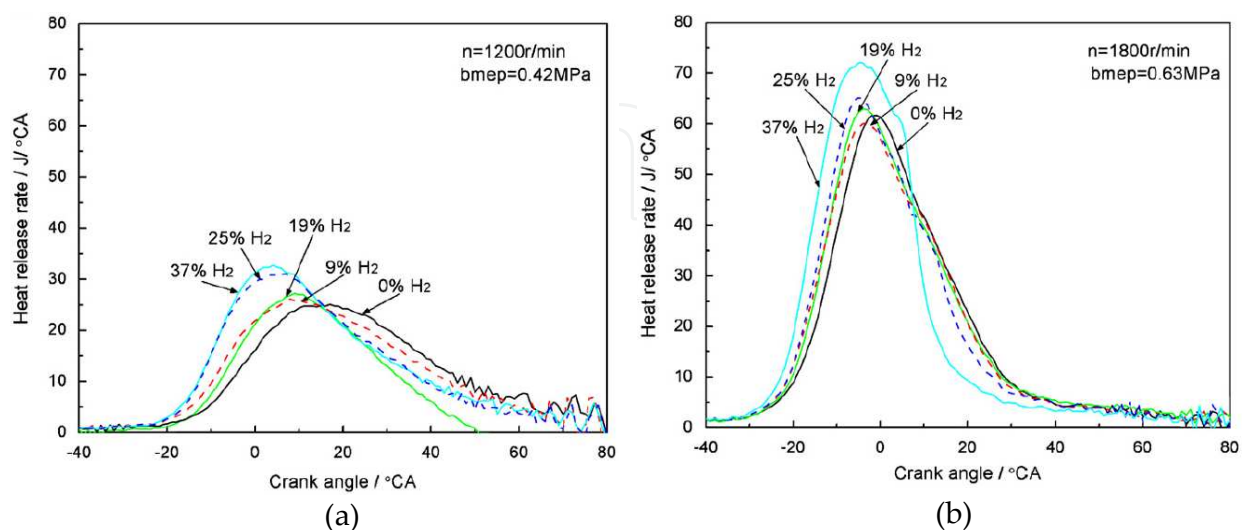 80
70
60
50
40
30
20
10
0
Heat release rate / J/ °CA
n=1200r/min
bmep=0.42MPa
19% H2
25% H2
9% H2
37% H2
0% H2
-40 -20 0 20 40 60 80
Crank angle / °CA
(a)
80
70
60
50
40
30
20
10
0
Heat release rate / J/ °CA
n=1800r/min
bmep=0.63MPa
19% H2
25% H2
9% H2
0% H2
37% H2
-40 -20 0 20 40 60 80
Crank angle / °CA
(b)